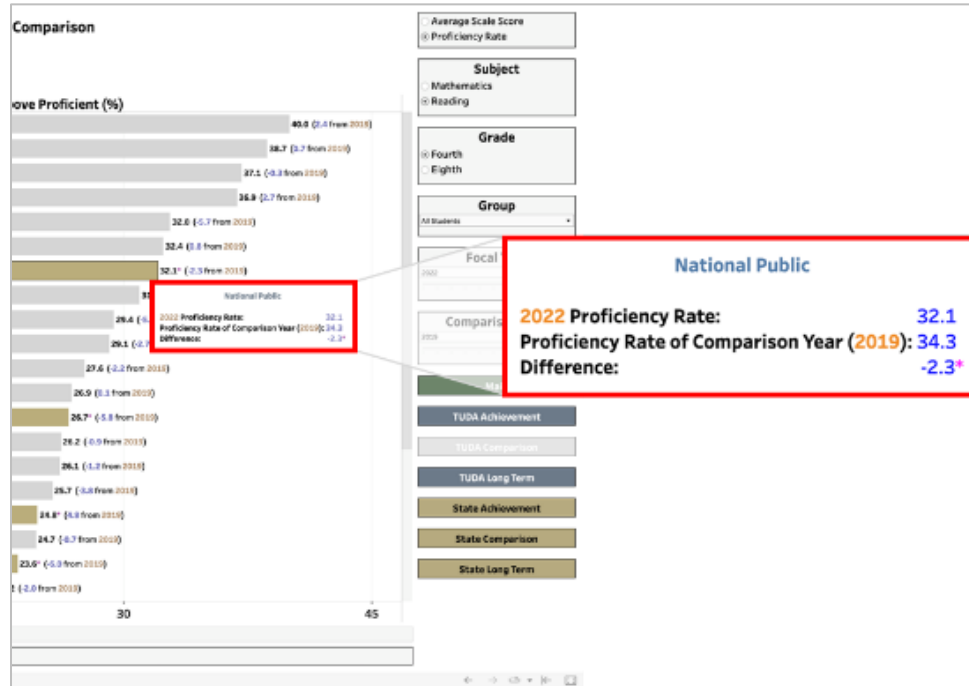 Comparison
Average Scale Score
Proficiency Rate
Subject
Mathematics
Reading
ove Proficient (%)
40.0 (2.4 from 2019)
38.7 (0.7 from 2019)
Grade
37.1 (-0.3 from 2019)
Fourth
Eighth
36.9 (2.7 from 2019)
Group
32.8 (-5.7 from 2019)
All Students
32.4 (0.8 from 2019)
Focal
32.1* (-2.3 from 2019)
2022
National Public
2022 Proficiency Rate: 32.1
Proficiency Rate of Comparison Year (2019): 34.3
Difference: -2.3*
National Public
2022 Proficiency Rate: 32.1
Proficiency Rate of Comparison Year (2019): 34.3
Difference: -2.3*
29.4
Comparis
29.1
2019
27.6 (-2.2 from 2019)
26.9 (0.1 from 2019)
26.7* (-5.8 from 2019)
TUDA Achievement
26.2 (-0.9 from 2019)
TUDA Comparison
26.1 (-1.2 from 2019)
TUDA Long Term
25.7 (-3.8 from 2019)
State Achievement
24.8* (4.8 from 2019)
24.7 (-8.7 from 2019)
State Comparison
23.6* (-5.9 from 2019)
State Long Term
(-2.0 from 2019)
30 45